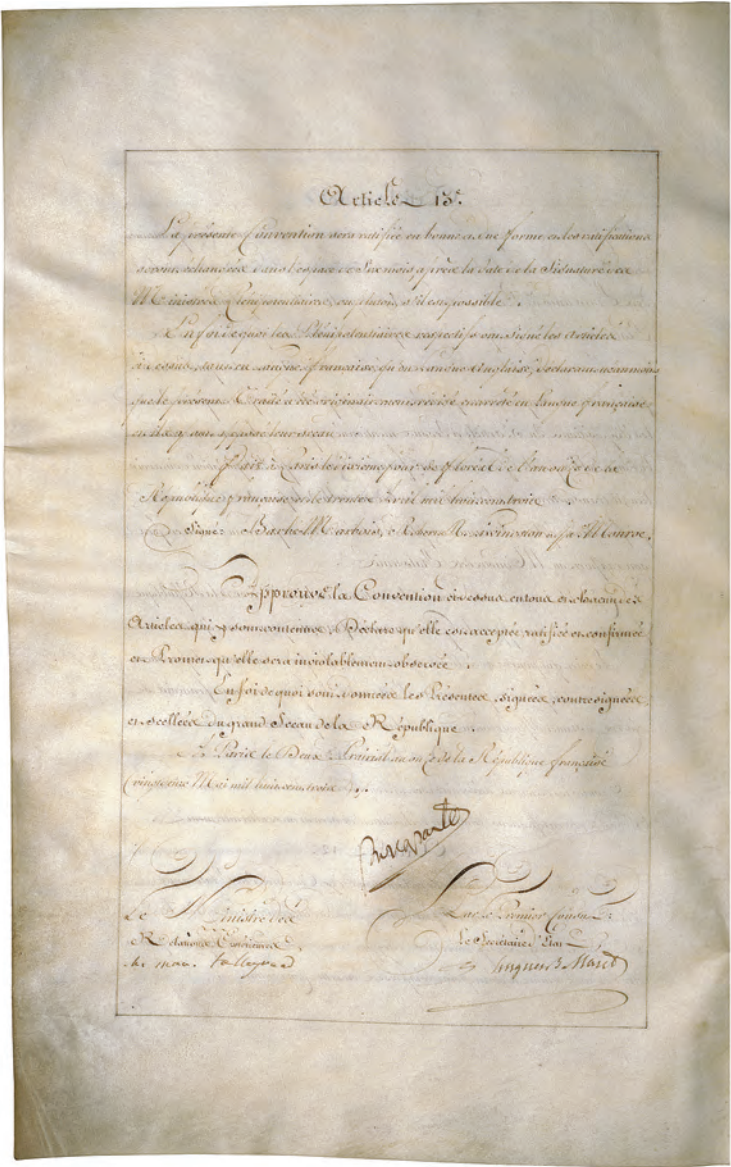 Article 13.e
La présente Convention sera ratifiée en bonne et due forme et les ratifications
seront échangées dans l'espace de Six mois après la date de la Signature des
Ministres Plénipotentiaires, ou plutôt, s'il est possible.
En foi de quoi les Plénipotentiaires respectifs ont signé les articles
ci-dessus, tant en langue française, qu'en langue anglaise, déclarant néanmoins
que le présent Traité a été originairement rédigé et arrêté en langue française
et ils y ont apposé leur sceau.
Fait à Paris le dixième jour de floréal de l'an onze de la
République française et le trente Avril mil huit cent trois.
Signé: Barbé Marbois, Robert R. Livingston et Ja. Monroe.
Approuve la Convention ci dessus en tous et chacun des
Articles qui y sont contenus; Déclare qu'elle est acceptée, ratifiée et confirmée
et Promet qu'elle sera inviolablement observée.
En foi de quoi sont données les Présentes, signées, contresignées
et scellées du grand Sceau de la République.
à Paris le Deux Prairial an onze de la République française
(vingt deux Mai mil huit cent trois).
Bonaparte
Le Ministre des
Relations Extérieures,
ch. mau. talleyrand
Par le Premier Consul:
le Secrétaire d'Etat
hugues B. Maret